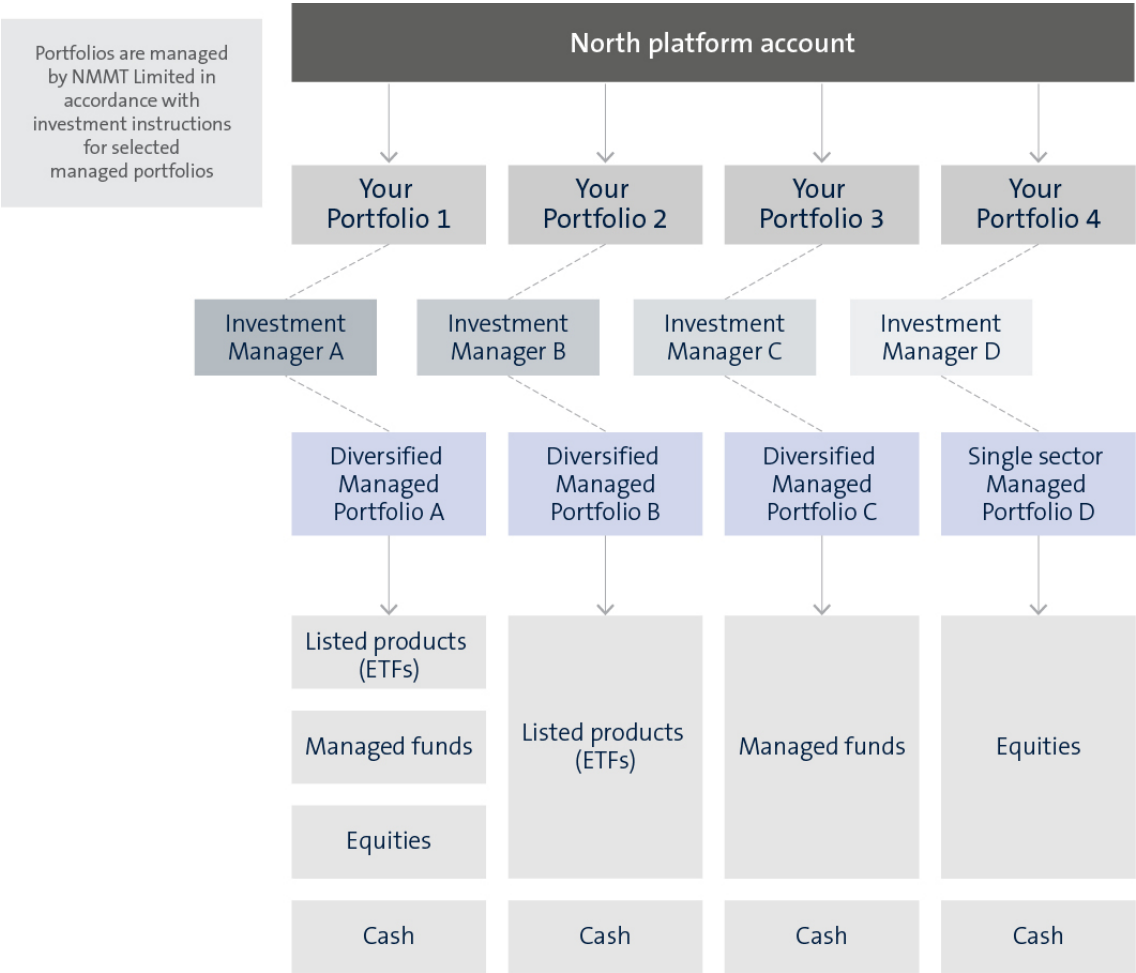 Portfolios are managed
by NMMT Limited in
accordance with
investment instructions
for selected
managed portfolios
North platform account
Your
Portfolio 1
Your
Portfolio 2
Your
Portfolio 3
Your
Portfolio 4
Investment
Manager A
Investment
Manager B
Investment
Manager C
Investment
Manager D
Diversified
Managed
Portfolio A
Diversified
Managed
Portfolio B
Diversified
Managed
Portfolio C
Single sector
Managed
Portfolio D
Listed products
(ETFs)
Managed funds
Equities
Cash
Listed products
(ETFs)
Cash
Managed funds
Cash
Equities
Cash